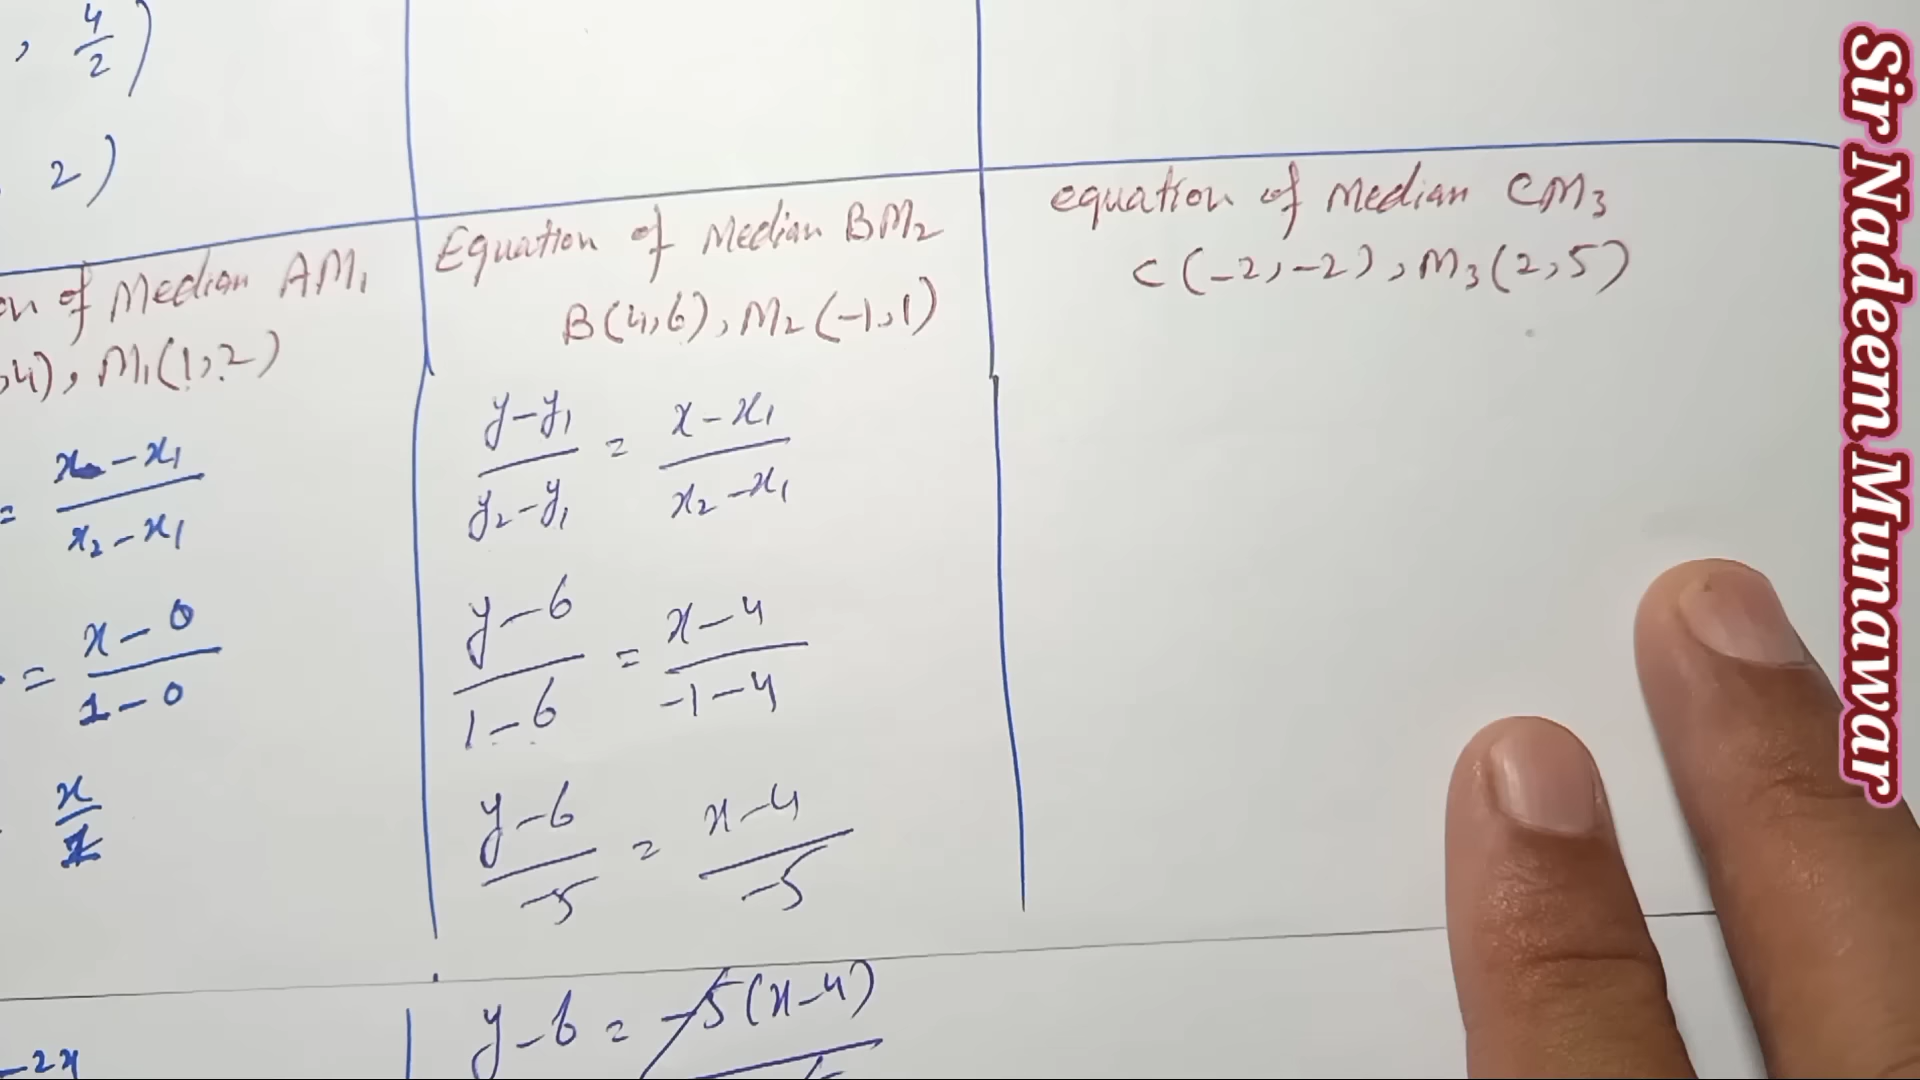 , 4/2)
2)
of Median AM₁
,4), M₁(1,2)
= x-x₁/x₂-x₁
= x-0/1-0
x/1
-2x
Equation of Median BM₂
B(4,6), M₂(-1,1)
y-y₁/y₂-y₁ = x-x₁/x₂-x₁
y-6/1-6 = x-4/-1-4
y-6/-5 = x-4/-5
y-6 = -5(x-4)
equation of Median CM₃
C(-2,-2), M₃(2,5)
Sir Nadeem Munawar